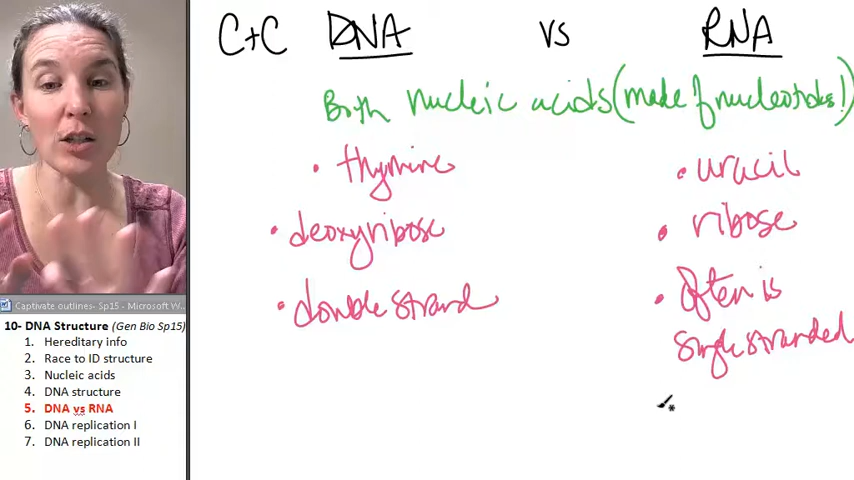 C+C DNA vs RNA
Both nucleic acids (made of nucleotides!)
• thymine • uracil
• deoxyribose • ribose
• double strand • Often is
single stranded
Captivate outlines- Sp15 - Microsoft W...
10- DNA Structure (Gen Bio Sp15)
1. Hereditary info
2. Race to ID structure
3. Nucleic acids
4. DNA structure
5. DNA vs RNA
6. DNA replication I
7. DNA replication II